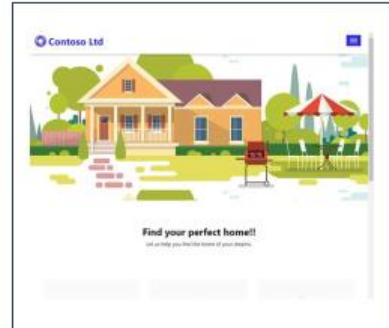 Contoso Ltd
Find your perfect home!!
Let us help you find the home of your dreams.